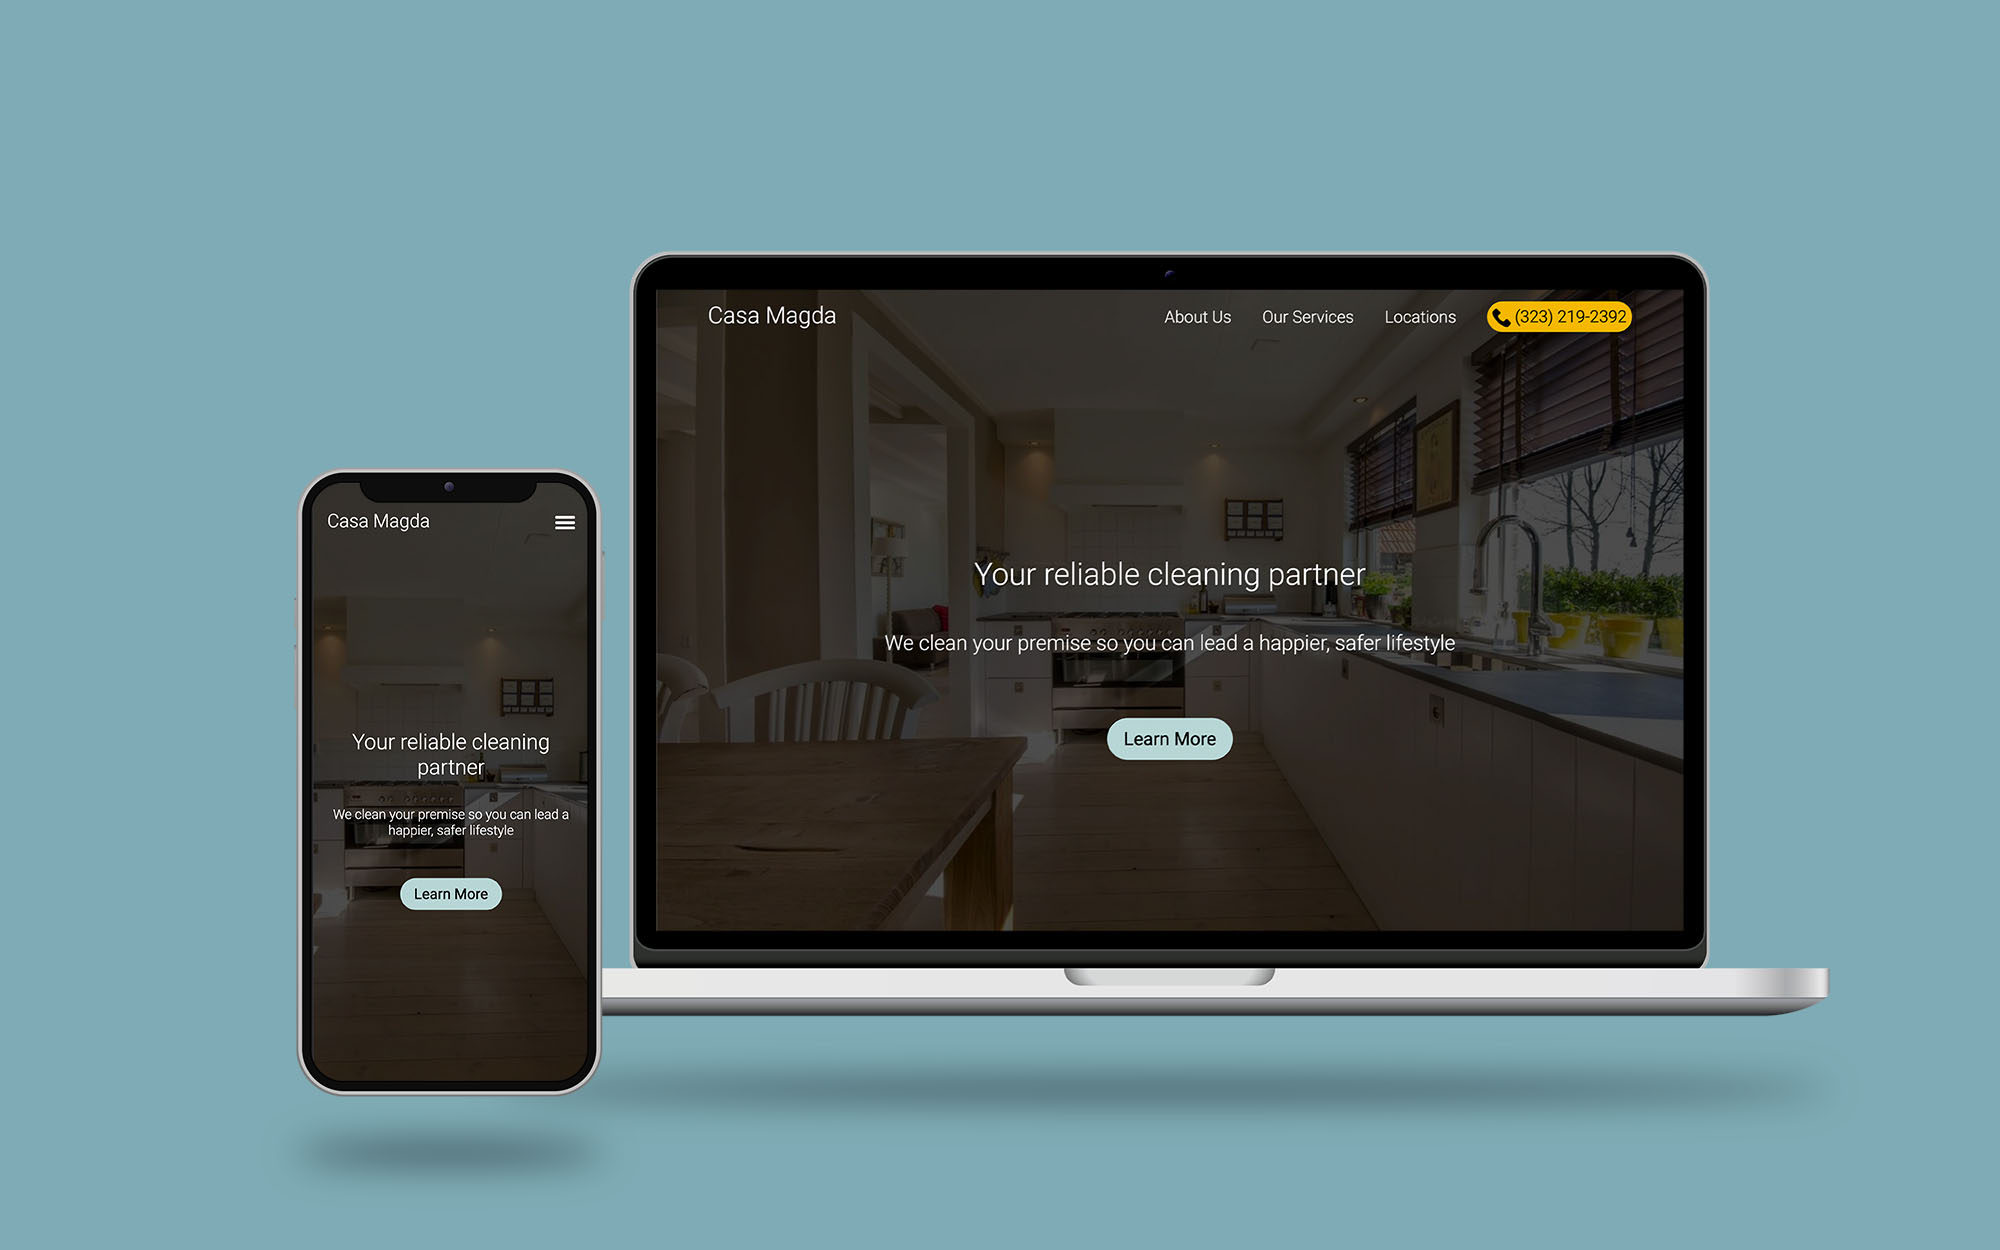 Casa Magda
About Us
Our Services
Locations
(323) 219-2392
Your reliable cleaning partner
We clean your premise so you can lead a happier, safer lifestyle
Learn More
Casa Magda
Your reliable cleaning
partner
We clean your premise so you can lead a
happier, safer lifestyle
Learn More